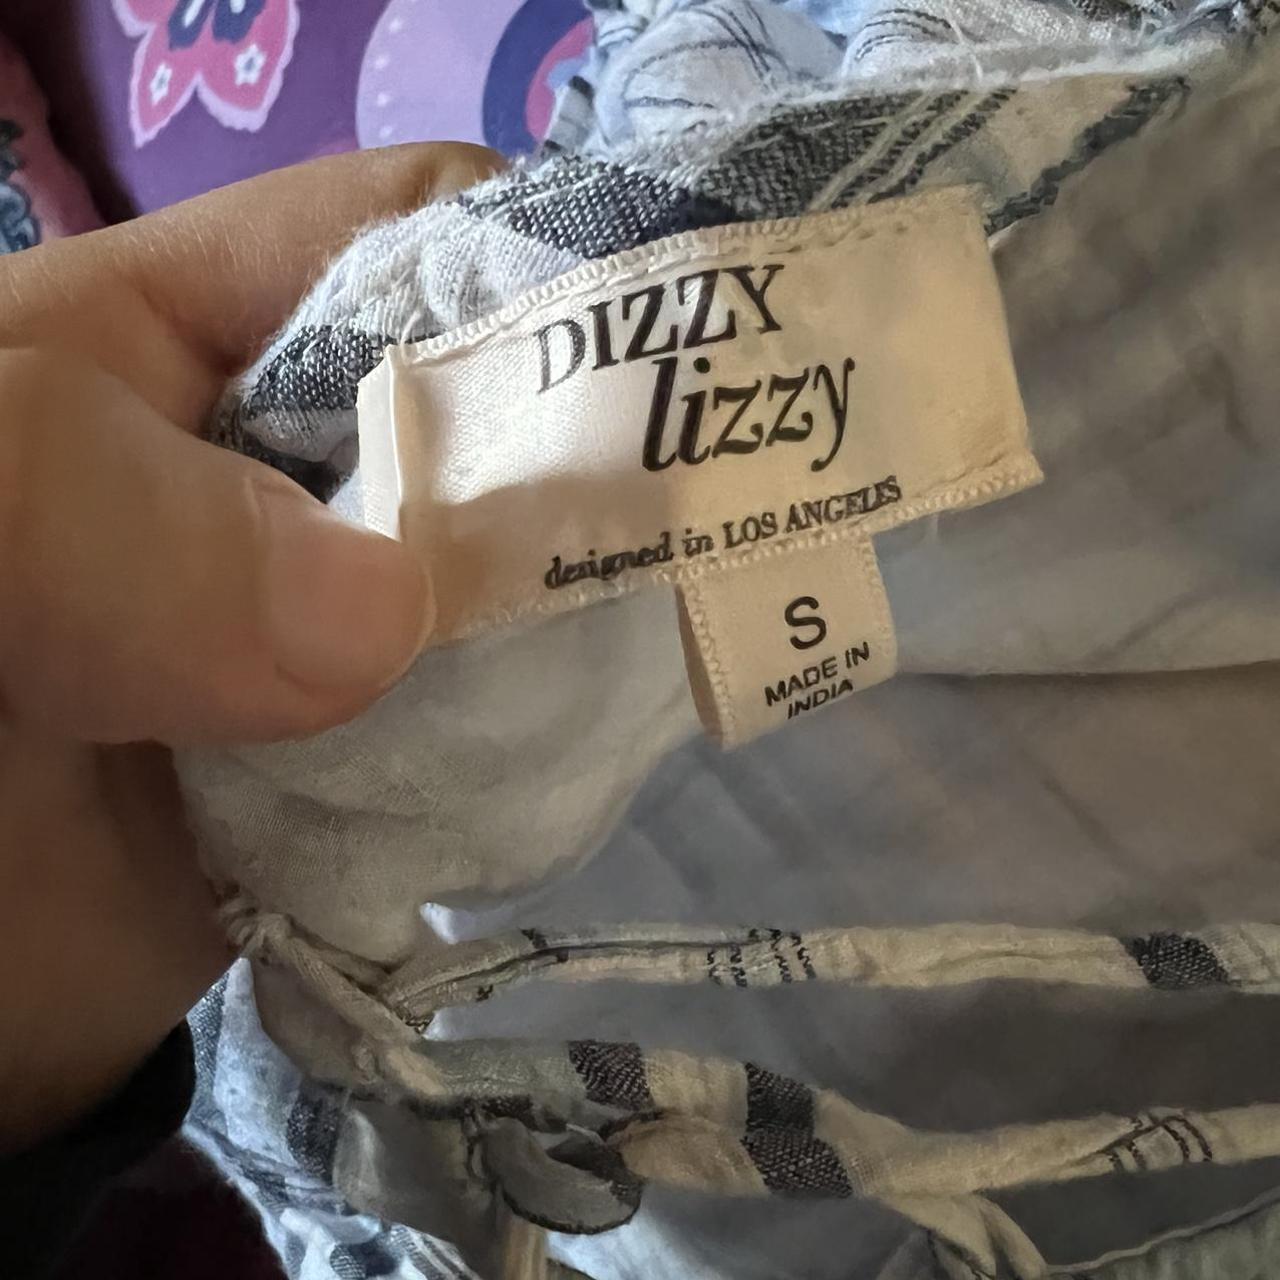 DIZZY
lizzy
designed in LOS ANGELES
S
MADE IN
INDIA